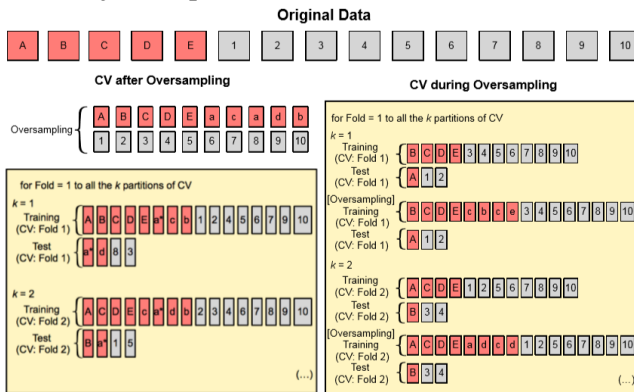 Original Data
A B C D E 1 2 3 4 5 6 7 8 9 10
CV after Oversampling
Oversampling
A B C D E a c a d b
1 2 3 4 5 6 7 8 9 10
for Fold = 1 to all the k partitions of CV
k = 1
Training
(CV: Fold 1)
A B C D E a* c b 1 2 4 5 6 7 9 10
Test
(CV: Fold 1)
a* d 8 3
k = 2
Training
(CV: Fold 2)
A C D E c a* d b 2 3 4 6 7 8 9 10
Test
(CV: Fold 2)
B a* 1 5
(...)
CV during Oversampling
for Fold = 1 to all the k partitions of CV
k = 1
Training
(CV: Fold 1)
B C D E 3 4 5 6 7 8 9 10
Test
(CV: Fold 1)
A 1 2
[Oversampling]
Training
(CV: Fold 1)
B C D E c b c e 3 4 5 6 7 8 9 10
Test
(CV: Fold 1)
A 1 2
k = 2
Training
(CV: Fold 2)
A C D E 1 2 5 6 7 8 9 10
Test
(CV: Fold 2)
B 3 4
[Oversampling]
Training
(CV: Fold 2)
A C D E a d c d 1 2 5 6 7 8 9 10
Test
(CV: Fold 2)
B 3 4
(...)